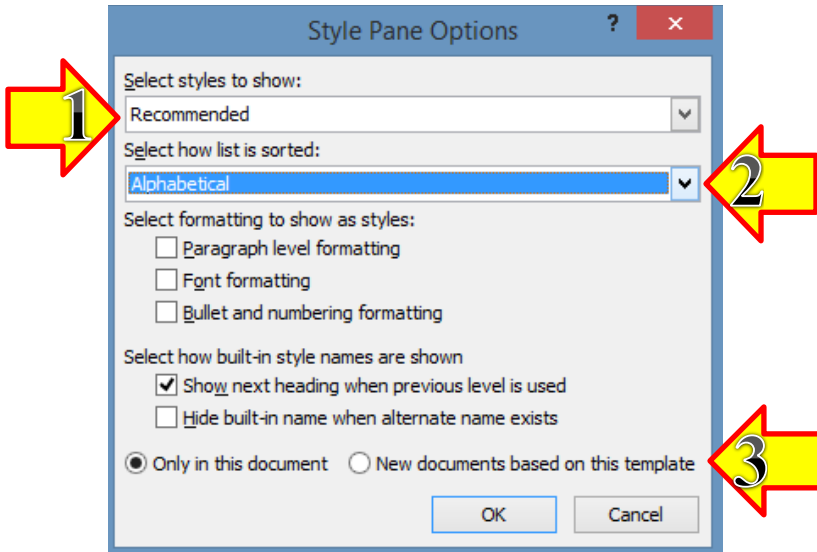 Style Pane Options ? ×
Select styles to show:
1
Recommended
Select how list is sorted:
Alphabetical
2
Select formatting to show as styles:
Paragraph level formatting
Font formatting
Bullet and numbering formatting
Select how built-in style names are shown
Show next heading when previous level is used
Hide built-in name when alternate name exists
Only in this document New documents based on this template
3
OK Cancel